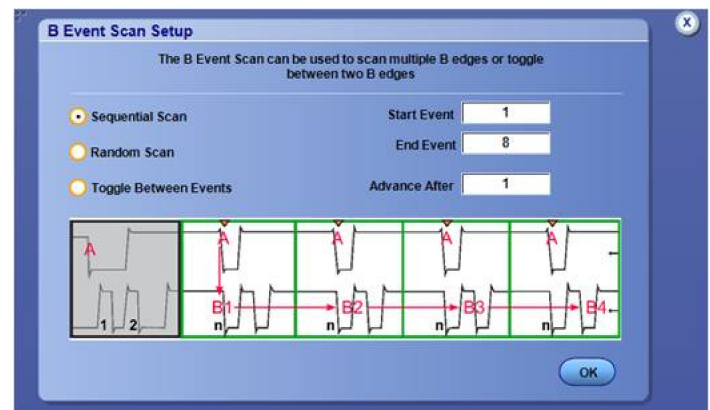 B Event Scan Setup
X
The B Event Scan can be used to scan multiple B edges or toggle
between two B edges
Sequential Scan
Start Event 1
Random Scan
End Event 8
Toggle Between Events
Advance After 1
A A A A A
B1 B2 B3 B4
1 2 n n n n
OK